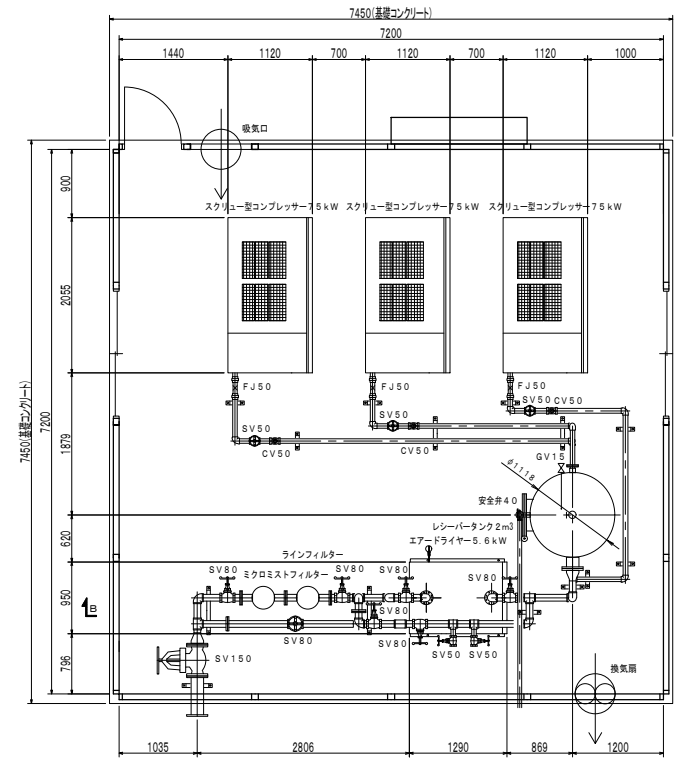 7450(基礎コンクリート)
7200
1440
1120
700
1120
700
1120
1000
吸気口
スクリュー型コンプレッサー75kW
スクリュー型コンプレッサー75kW
スクリュー型コンプレッサー75kW
900
2055
7450(基礎コンクリート)
7200
1879
620
950
796
FJ50
FJ50
FJ50
SV50
CV50
SV50
CV50
SV50
CV50
GV15
φ1118
安全弁40
レシーバータンク2m3
エアードライヤー5.6kW
ラインフィルター
SV80
ミクロミストフィルター
SV80
SV80
SV80
B
SV80
SV80
SV80
SV50
SV50
SV150
換気扇
1035
2806
1290
869
1200